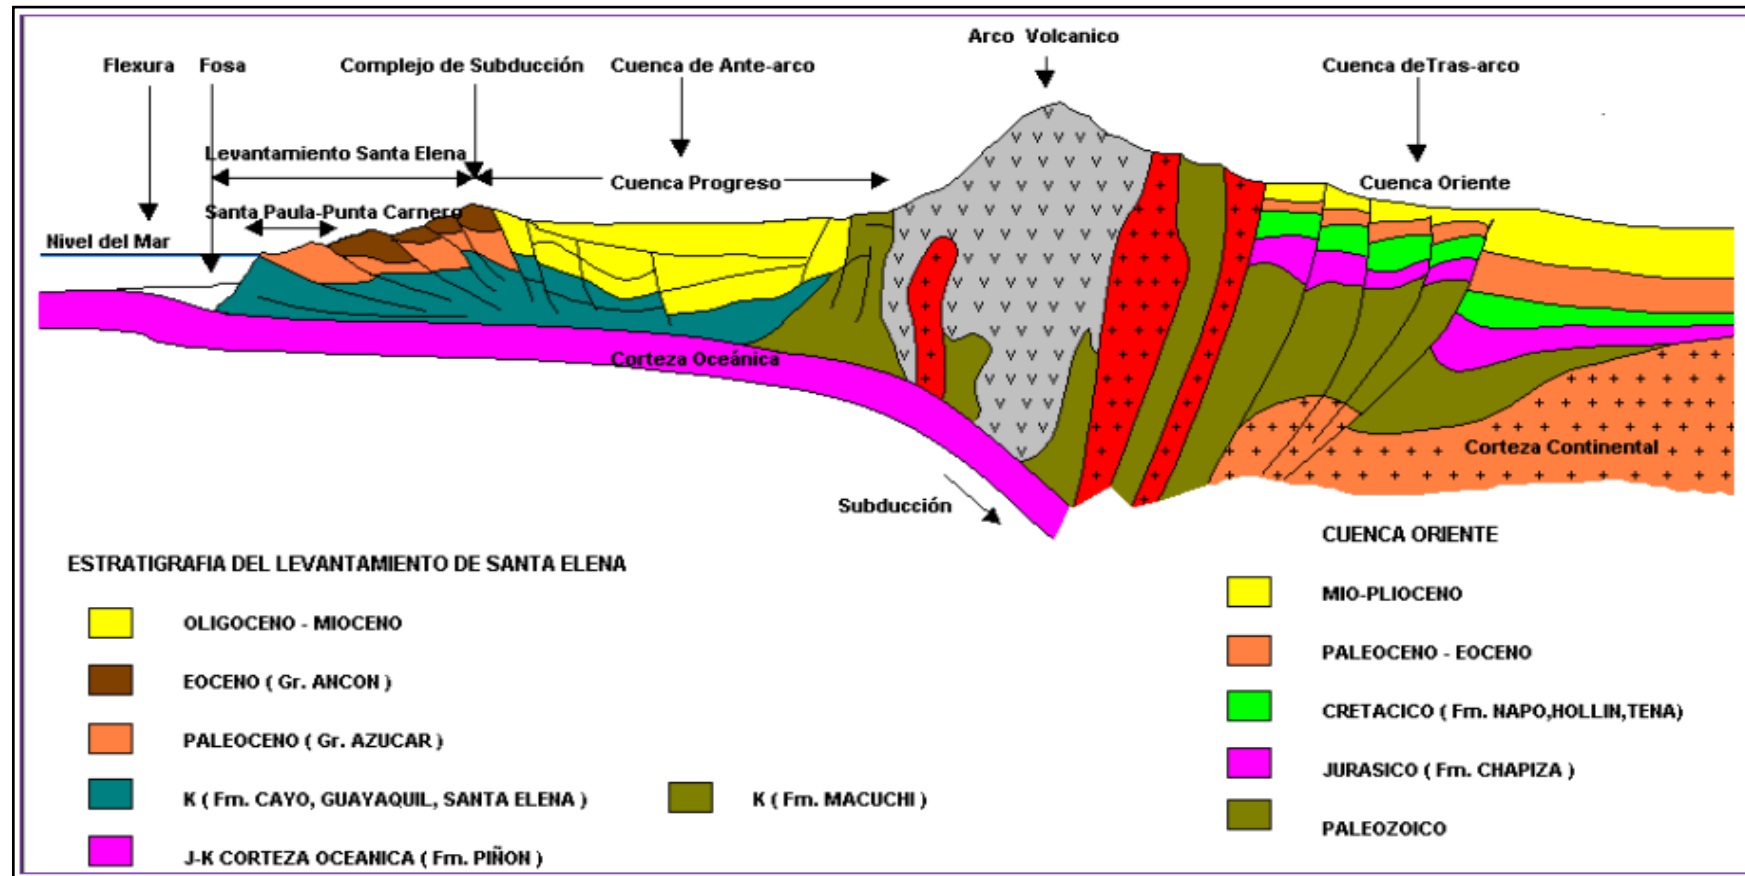 Arco Volcanico
Flexura
Fosa
Complejo de Subducción
Cuenca de Ante-arco
Cuenca deTras-arco
Levantamiento Santa Elena
Cuenca Progreso
Cuenca Oriente
Santa Paula-Punta Carnero
Nivel del Mar
Corteza Oceánica
Corteza Continental
Subducción
ESTRATIGRAFIA DEL LEVANTAMIENTO DE SANTA ELENA
OLIGOCENO - MIOCENO
EOCENO ( Gr. ANCON )
PALEOCENO ( Gr. AZUCAR )
K ( Fm. CAYO, GUAYAQUIL, SANTA ELENA )
K ( Fm. MACUCHI )
J-K CORTEZA OCEANICA ( Fm. PIÑON )
CUENCA ORIENTE
MIO-PLIOCENO
PALEOCENO - EOCENO
CRETACICO ( Fm. NAPO,HOLLIN,TENA)
JURASICO ( Fm. CHAPIZA )
PALEOZOICO